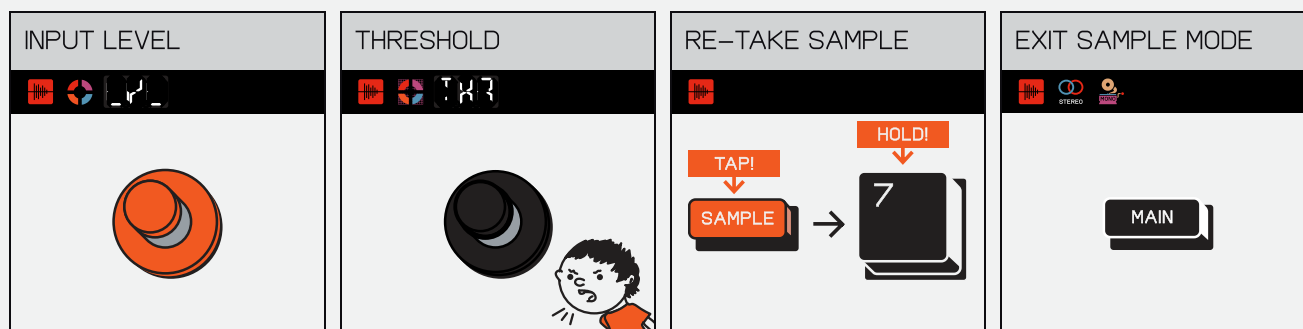 INPUT LEVEL
THRESHOLD
RE-TAKE SAMPLE
TAP!
SAMPLE
HOLD!
7
EXIT SAMPLE MODE
STEREO
MONO
MAIN